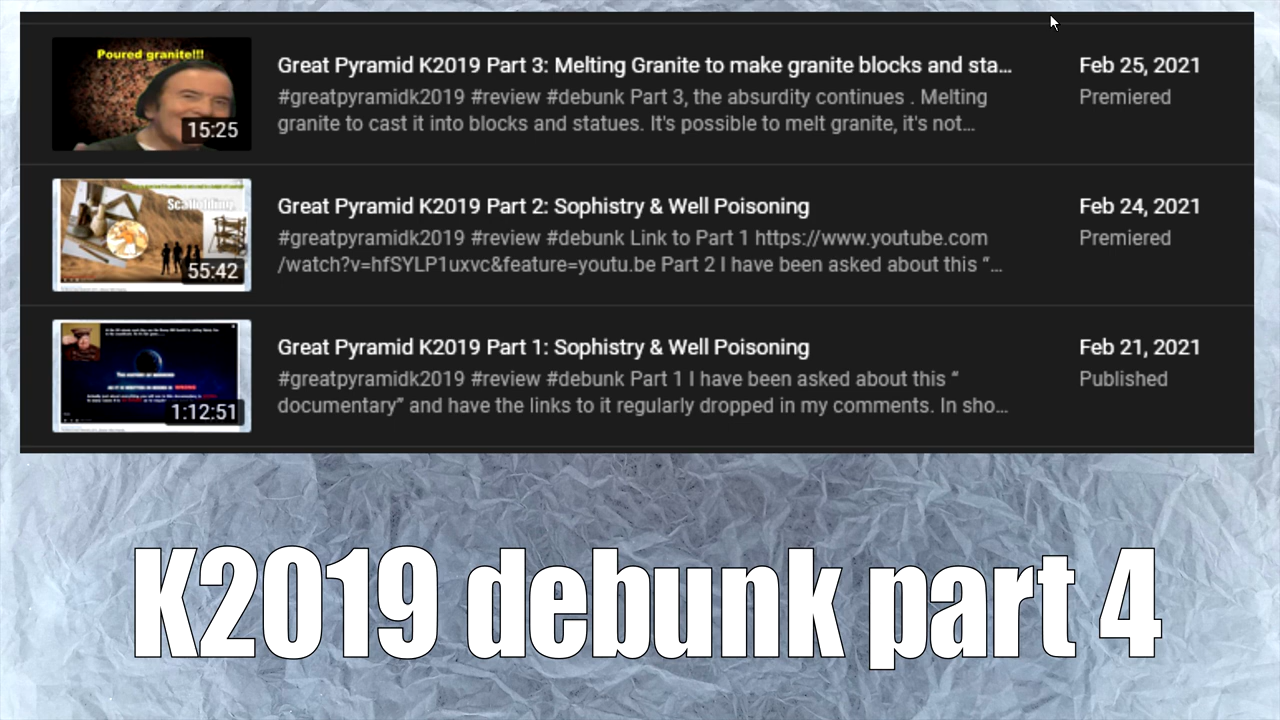 Poured granite!!!
15:25
Great Pyramid K2019 Part 3: Melting Granite to make granite blocks and sta...
#greatpyramidk2019 #review #debunk Part 3, the absurdity continues . Melting
granite to cast it into blocks and statues. It's possible to melt granite, it's not...
Feb 25, 2021
Premiered
Scaffolding.
55:42
Great Pyramid K2019 Part 2: Sophistry & Well Poisoning
#greatpyramidk2019 #review #debunk Link to Part 1 https://www.youtube.com
/watch?v=hfSYLP1uxvc&feature=youtu.be Part 2 I have been asked about this “...
Feb 24, 2021
Premiered
1:12:51
Great Pyramid K2019 Part 1: Sophistry & Well Poisoning
#greatpyramidk2019 #review #debunk Part 1 I have been asked about this “
documentary” and have the links to it regularly dropped in my comments. In sho...
Feb 21, 2021
Published
K2019 debunk part 4